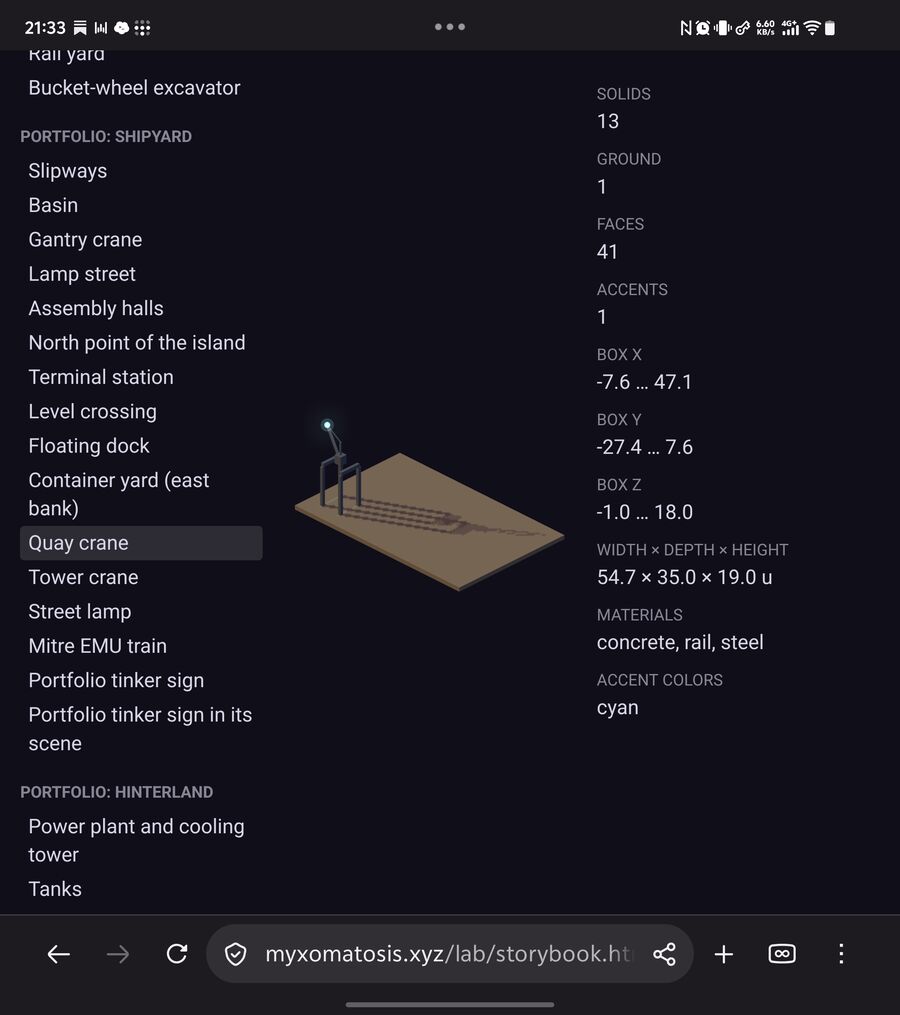 21:33
6.60
KB/s
4G+
Rail yard
Bucket-wheel excavator
PORTFOLIO: SHIPYARD
Slipways
Basin
Gantry crane
Lamp street
Assembly halls
North point of the island
Terminal station
Level crossing
Floating dock
Container yard (east
bank)
Quay crane
Tower crane
Street lamp
Mitre EMU train
Portfolio tinker sign
Portfolio tinker sign in its
scene
PORTFOLIO: HINTERLAND
Power plant and cooling
tower
Tanks
SOLIDS
13
GROUND
1
FACES
41
ACCENTS
1
BOX X
-7.6 … 47.1
BOX Y
-27.4 … 7.6
BOX Z
-1.0 … 18.0
WIDTH × DEPTH × HEIGHT
54.7 × 35.0 × 19.0 u
MATERIALS
concrete, rail, steel
ACCENT COLORS
cyan
myxomatosis.xyz/lab/storybook.ht